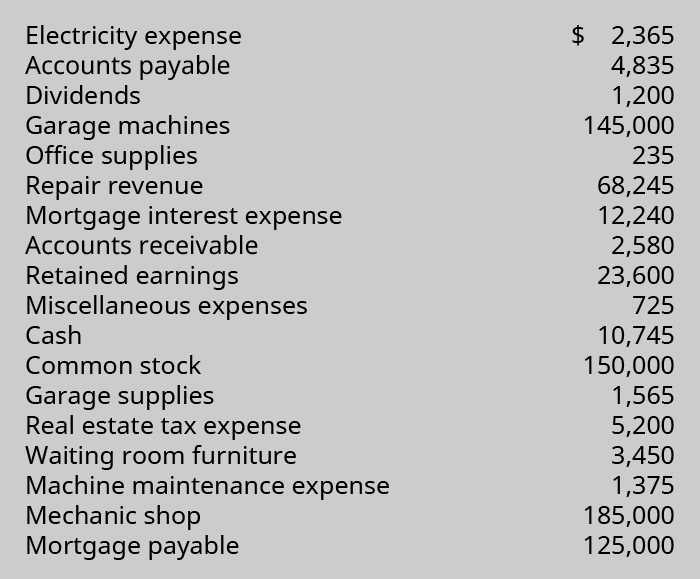 Electricity expense $ 2,365
Accounts payable 4,835
Dividends 1,200
Garage machines 145,000
Office supplies 235
Repair revenue 68,245
Mortgage interest expense 12,240
Accounts receivable 2,580
Retained earnings 23,600
Miscellaneous expenses 725
Cash 10,745
Common stock 150,000
Garage supplies 1,565
Real estate tax expense 5,200
Waiting room furniture 3,450
Machine maintenance expense 1,375
Mechanic shop 185,000
Mortgage payable 125,000